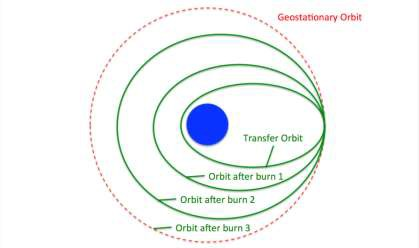 Geostationary Orbit
Transfer Orbit
Orbit after burn 1
Orbit after burn 2
Orbit after burn 3